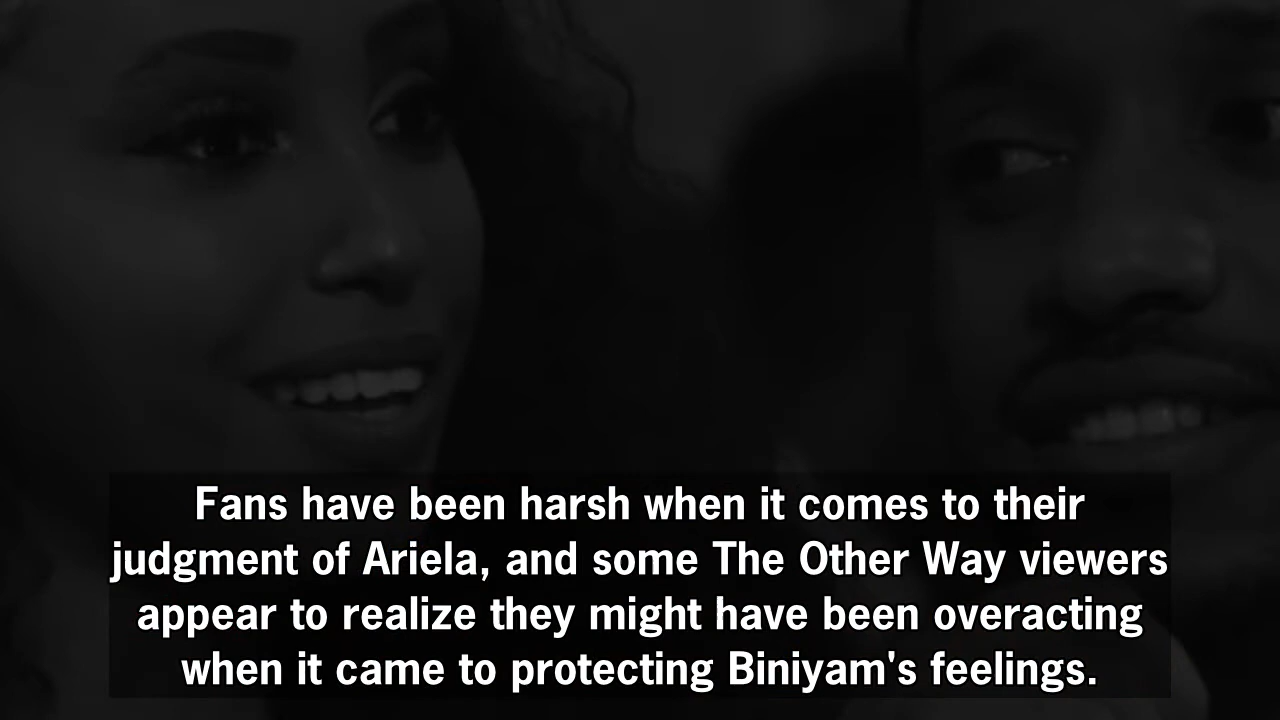 Fans have been harsh when it comes to their
judgment of Ariela, and some The Other Way viewers
appear to realize they might have been overacting
when it came to protecting Biniyam's feelings.